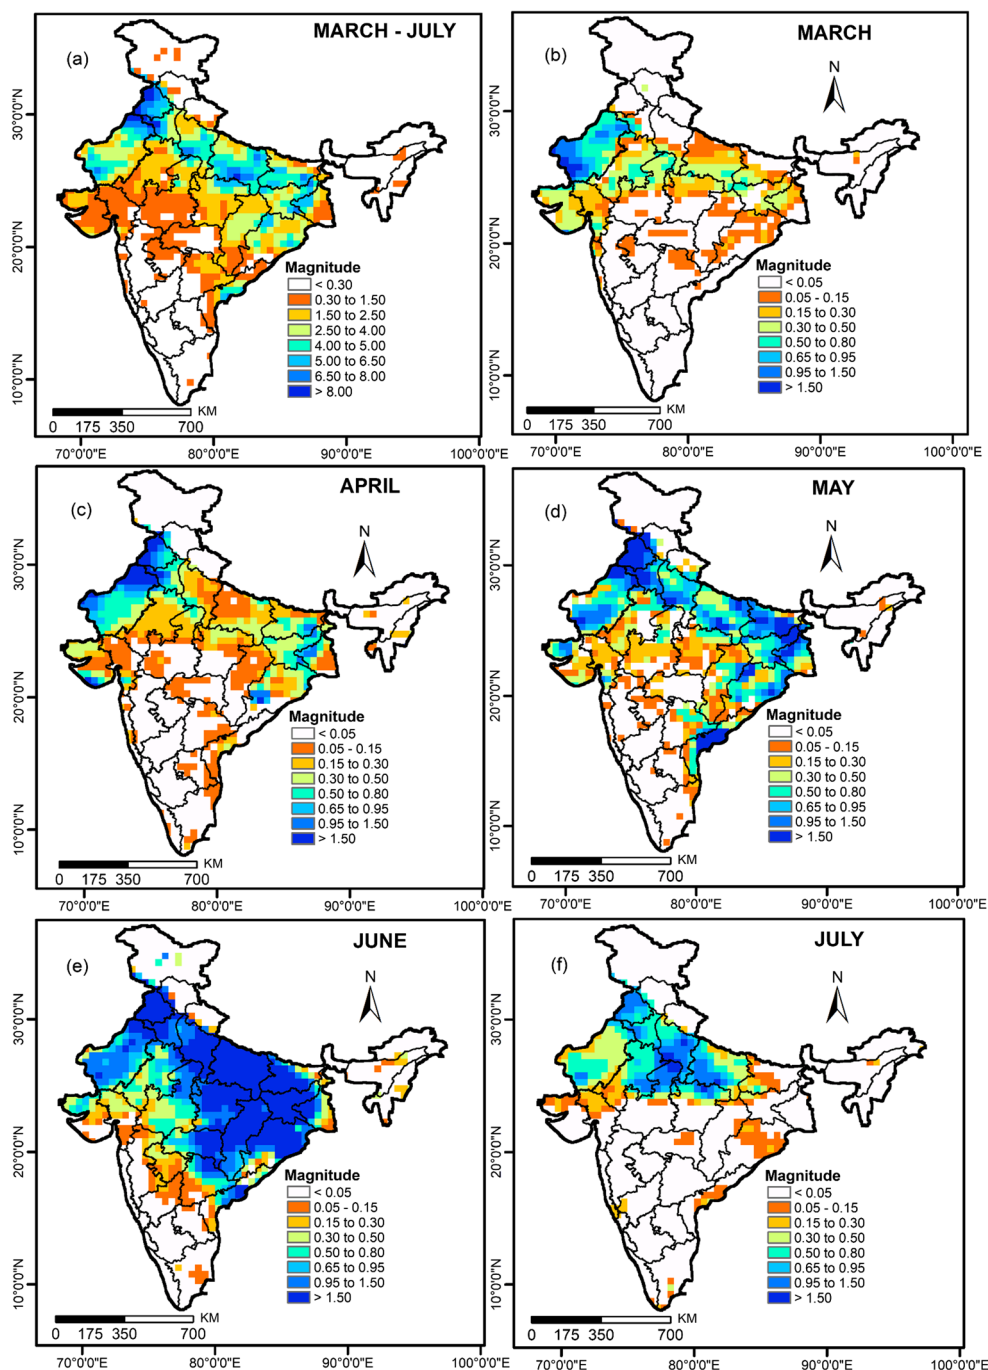 MARCH - JULY
(a)
Magnitude
< 0.30
0.30 to 1.50
1.50 to 2.50
2.50 to 4.00
4.00 to 5.00
5.00 to 6.50
6.50 to 8.00
> 8.00
KM
0 175 350 700
30°0'0"N
20°0'0"N
10°0'0"N
70°0'0"E 80°0'0"E 90°0'0"E 100°0'0"E
MARCH
(b)
N
Magnitude
< 0.05
0.05 - 0.15
0.15 to 0.30
0.30 to 0.50
0.50 to 0.80
0.65 to 0.95
0.95 to 1.50
> 1.50
KM
0 175 350 700
30°0'0"N
20°0'0"N
10°0'0"N
70°0'0"E 80°0'0"E 90°0'0"E 100°0'0"E
APRIL
(c)
N
Magnitude
< 0.05
0.05 - 0.15
0.15 to 0.30
0.30 to 0.50
0.50 to 0.80
0.65 to 0.95
0.95 to 1.50
> 1.50
KM
0 175 350 700
30°0'0"N
20°0'0"N
10°0'0"N
70°0'0"E 80°0'0"E 90°0'0"E 100°0'0"E
MAY
(d)
N
Magnitude
< 0.05
0.05 - 0.15
0.15 to 0.30
0.30 to 0.50
0.50 to 0.80
0.65 to 0.95
0.95 to 1.50
> 1.50
KM
0 175 350 700
30°0'0"N
20°0'0"N
10°0'0"N
70°0'0"E 80°0'0"E 90°0'0"E 100°0'0"E
JUNE
(e)
N
Magnitude
< 0.05
0.05 - 0.15
0.15 to 0.30
0.30 to 0.50
0.50 to 0.80
0.65 to 0.95
0.95 to 1.50
> 1.50
KM
0 175 350 700
30°0'0"N
20°0'0"N
10°0'0"N
70°0'0"E 80°0'0"E 90°0'0"E 100°0'0"E
JULY
(f)
N
Magnitude
< 0.05
0.05 - 0.15
0.15 to 0.30
0.30 to 0.50
0.50 to 0.80
0.65 to 0.95
0.95 to 1.50
> 1.50
KM
0 175 350 700
30°0'0"N
20°0'0"N
10°0'0"N
70°0'0"E 80°0'0"E 90°0'0"E 100°0'0"E